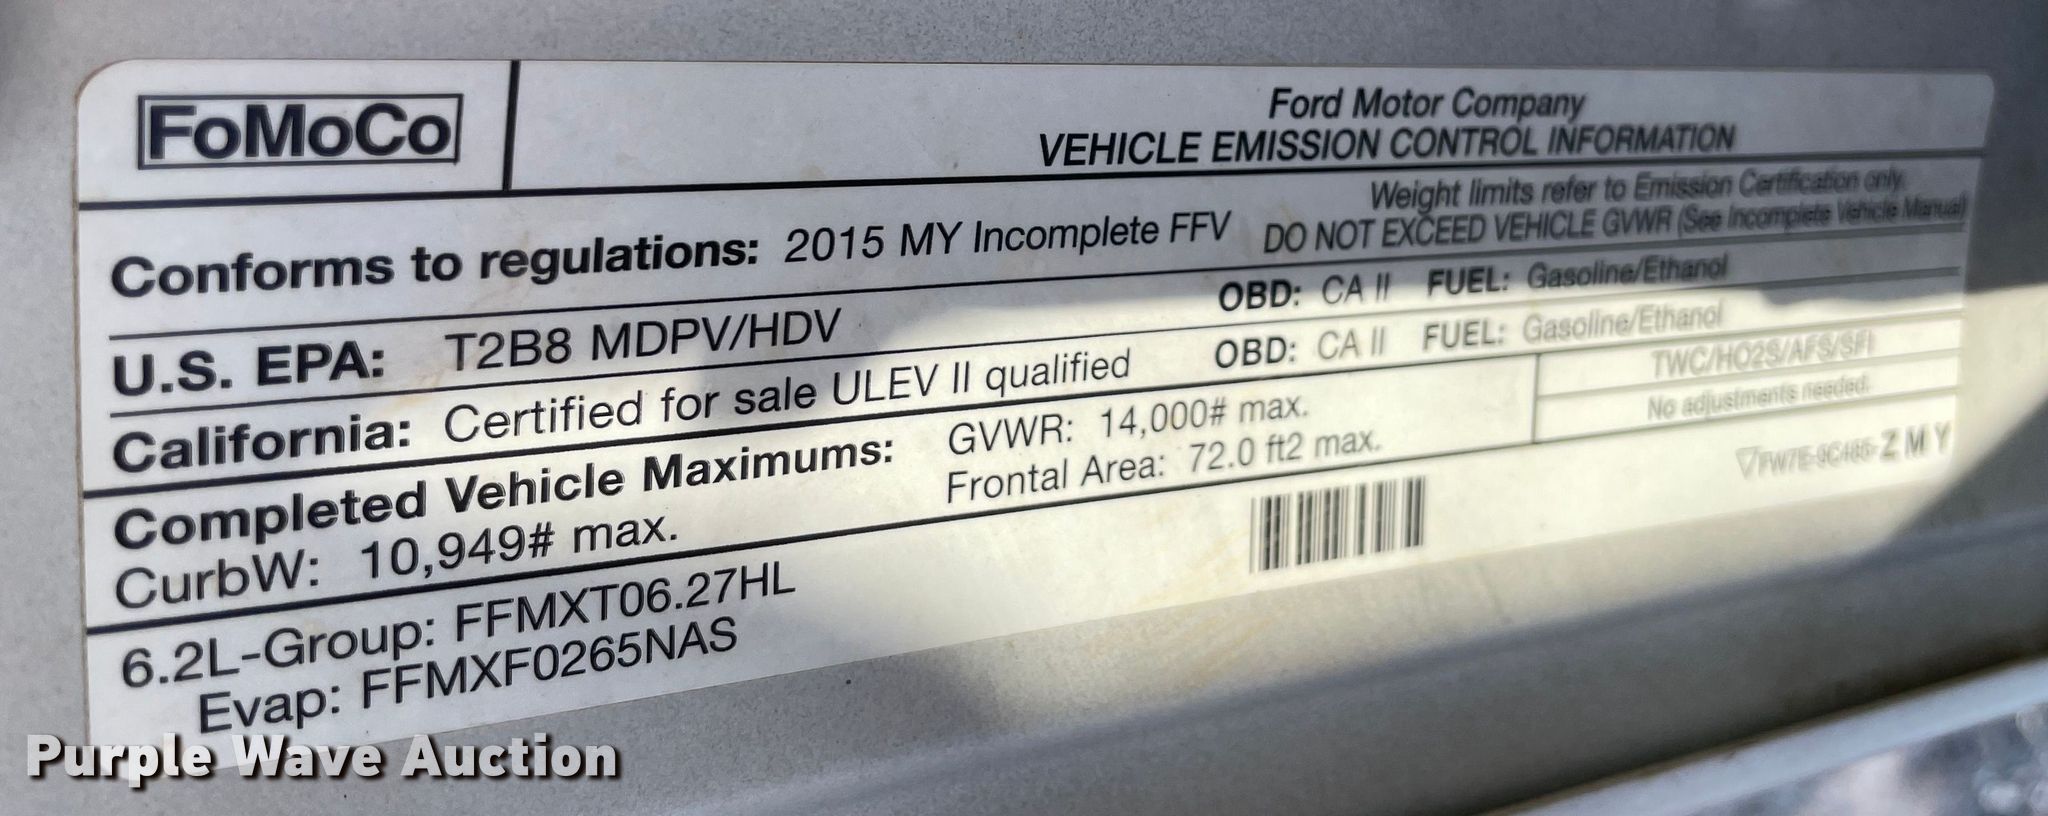 FoMoCo
Ford Motor Company
VEHICLE EMISSION CONTROL INFORMATION
Conforms to regulations: 2015 MY Incomplete FFV
Weight limits refer to Emission Certification only.
DO NOT EXCEED VEHICLE GVWR (See Incomplete Vehicle Manual)
U.S. EPA: T2B8 MDPV/HDV OBD: CA II FUEL: Gasoline/Ethanol
California: Certified for sale ULEV II qualified OBD: CA II FUEL: Gasoline/Ethanol
Completed Vehicle Maximums: GVWR: 14,000# max.
CurbW: 10,949# max. Frontal Area: 72.0 ft2 max.
TWC/HO2S/AFS/SFI
No adjustments needed.
6.2L-Group: FFMXT06.27HL
Evap: FFMXF0265NAS
ZMY
Purple Wave Auction